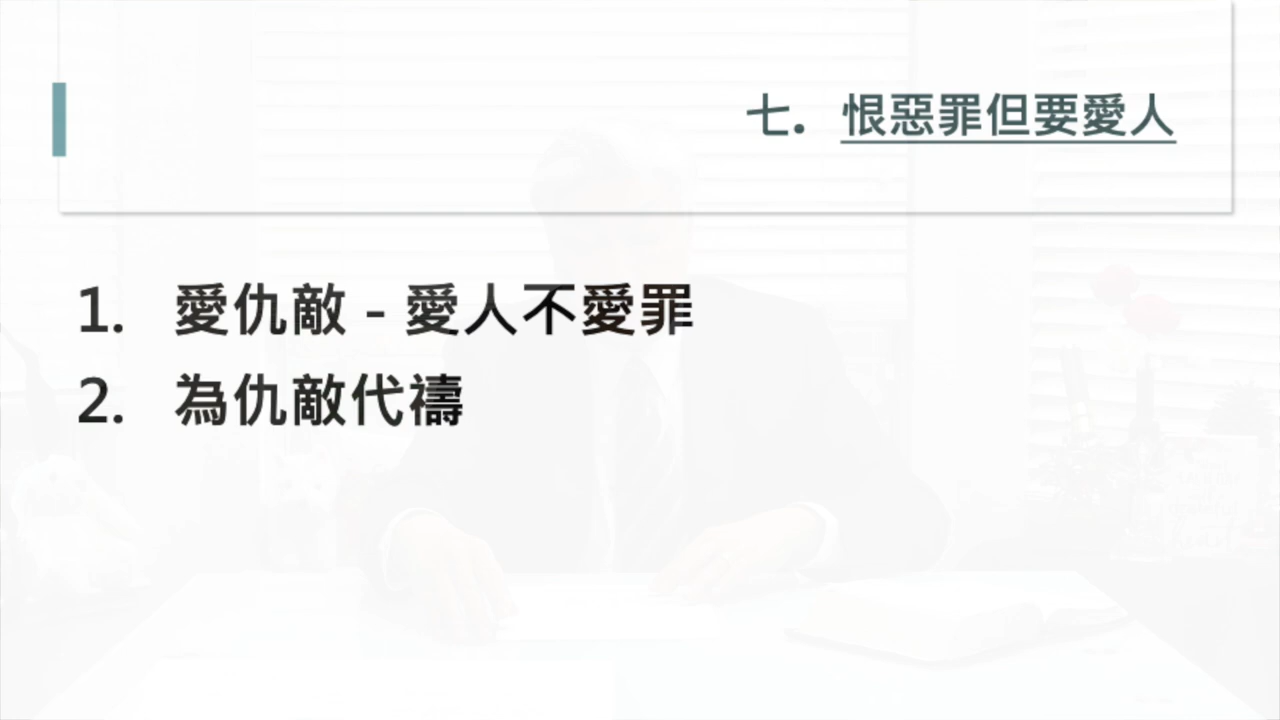 七. 恨惡罪但要愛人
1. 愛仇敵 - 愛人不愛罪
2. 為仇敵代禱